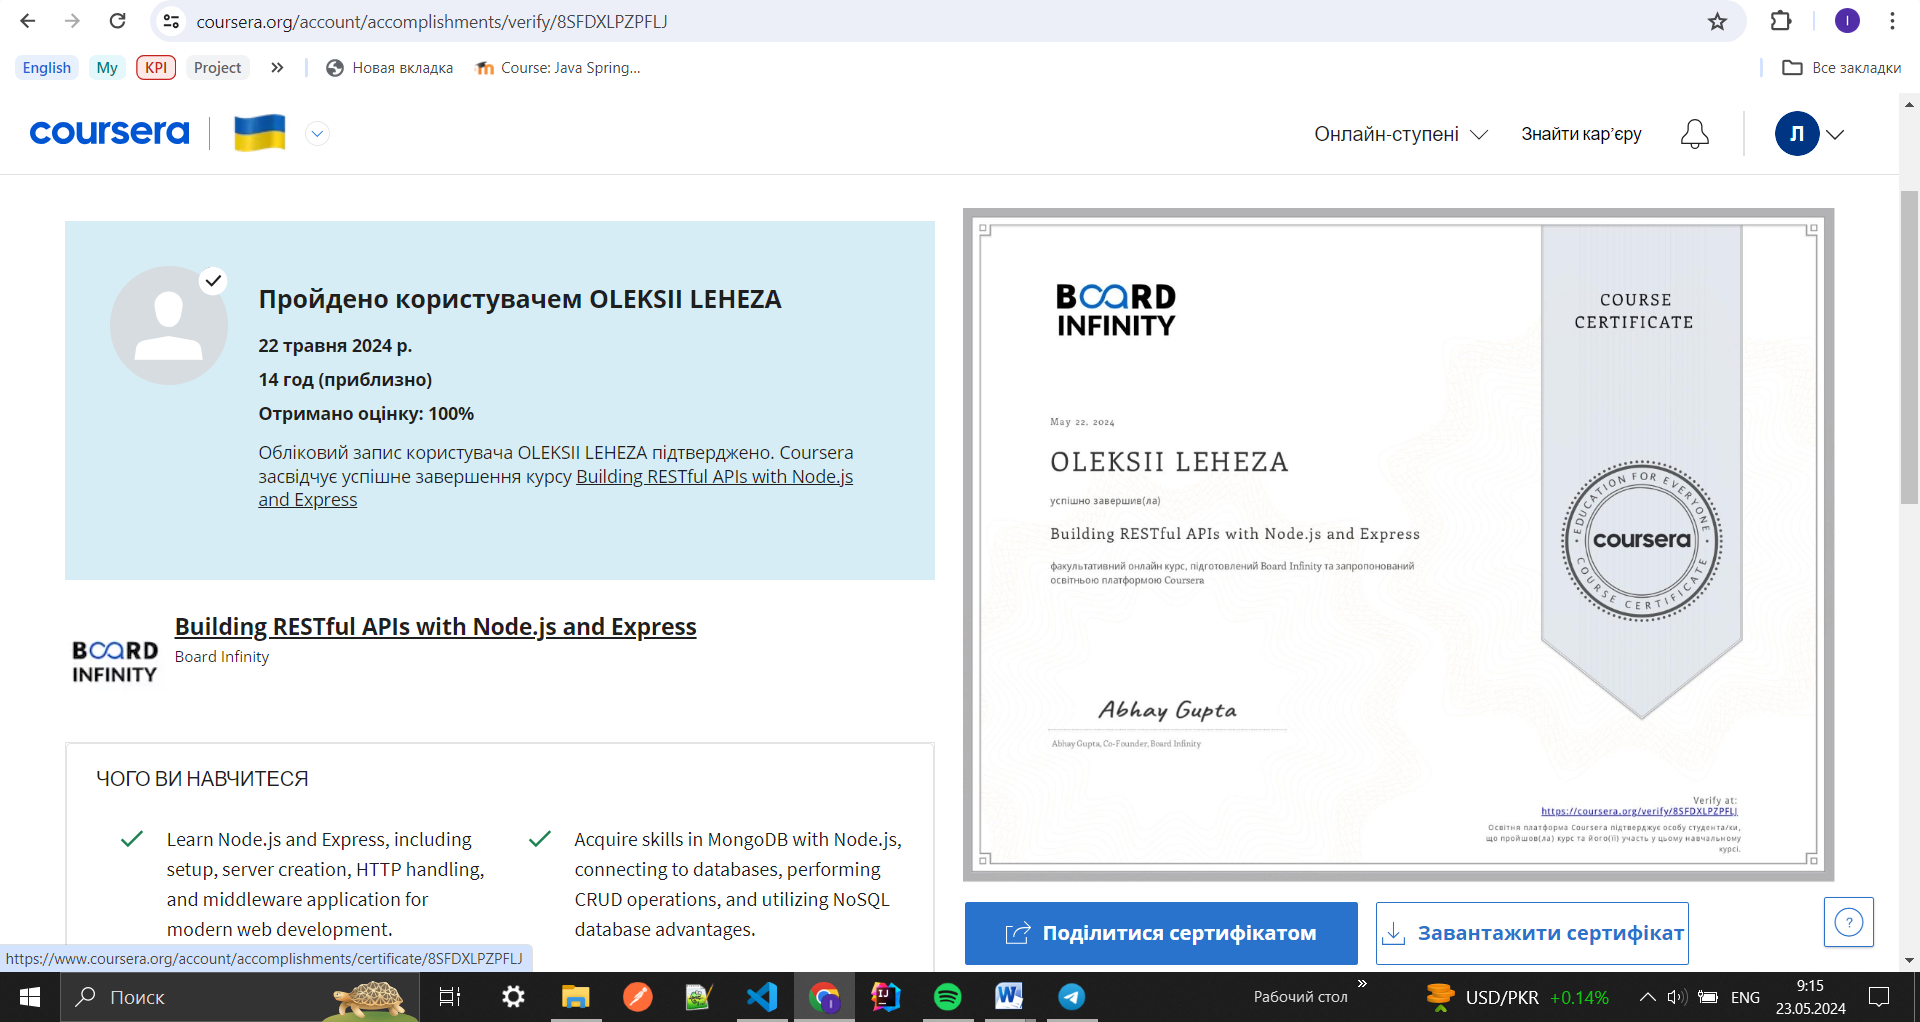 coursera.org/account/accomplishments/verify/8SFDXLPZPFLJ
I
English
My
KPI
Project
»
Новая вкладка
Course: Java Spring...
Все закладки
coursera
Онлайн-ступені
Знайти кар'єру
Л
Пройдено користувачем OLEKSII LEHEZA
22 травня 2024 р.
14 год (приблизно)
Отримано оцінку: 100%
Обліковий запис користувача OLEKSII LEHEZA підтверджено. Coursera
засвідчує успішне завершення курсу Building RESTful APIs with Node.js
and Express
BOARD
INFINITY
Building RESTful APIs with Node.js and Express
Board Infinity
ЧОГО ВИ НАВЧИТЕСЯ
Learn Node.js and Express, including
setup, server creation, HTTP handling,
and middleware application for
modern web development.
Acquire skills in MongoDB with Node.js,
connecting to databases, performing
CRUD operations, and utilizing NoSQL
database advantages.
BOARD
INFINITY
COURSE
CERTIFICATE
May 22, 2024
OLEKSII LEHEZA
успішно завершив(ла)
Building RESTful APIs with Node.js and Express
факультативний онлайн курс, підготовлений Board Infinity та запропонований
освітньою платформою Coursera
EDUCATION FOR EVERYONE
coursera
COURSE CERTIFICATE
Abhay Gupta
Abhay Gupta, Co-Founder, Board Infinity
Verify at:
https://coursera.org/verify/8SFDXLPZPFLJ
Освітня платформа Coursera підтверджує особу студента/ки,
що пройшов(ла) курс та його(її) участь у цьому навчальному
курсі.
Поділитися сертифікатом
Завантажити сертифікат
?
https://www.coursera.org/account/accomplishments/certificate/8SFDXLPZPFLJ
Поиск
IJ
W
Рабочий стол
»
USD/PKR +0.14%
ENG
9:15
23.05.2024